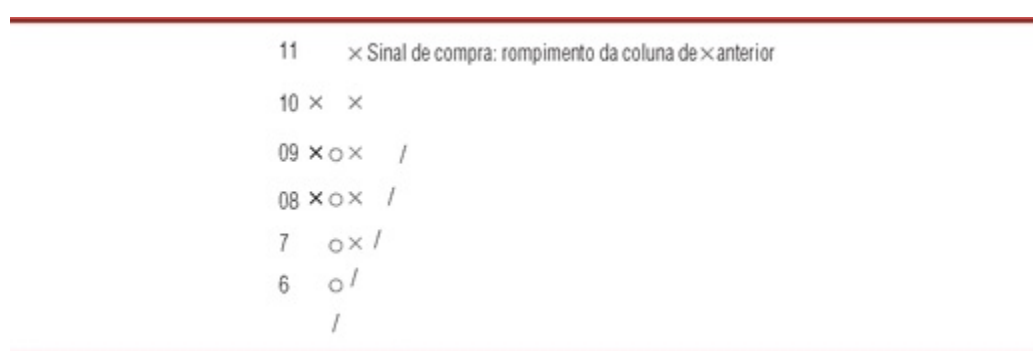 11 × Sinal de compra: rompimento da coluna de × anterior
10 × ×
09 × ○ × /
08 × ○ × /
7 ○ × /
6 ○ /
/